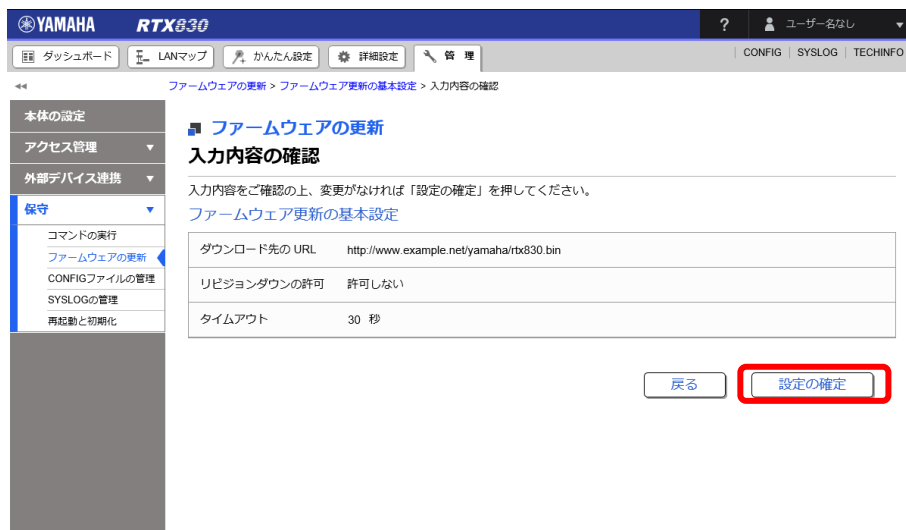 YAMAHA RTX830 ? ユーザー名なし
ダッシュボード LANマップ かんたん設定 詳細設定 管 理 CONFIG SYSLOG TECHINFO
ファームウェアの更新 > ファームウェア更新の基本設定 > 入力内容の確認
本体の設定
アクセス管理
外部デバイス連携
保守
コマンドの実行
ファームウェアの更新
CONFIGファイルの管理
SYSLOGの管理
再起動と初期化
ファームウェアの更新
入力内容の確認
入力内容をご確認の上、変更がなければ「設定の確定」を押してください。
ファームウェア更新の基本設定
ダウンロード先の URL http://www.example.net/yamaha/rtx830.bin
リビジョンダウンの許可 許可しない
タイムアウト 30 秒
戻る 設定の確定